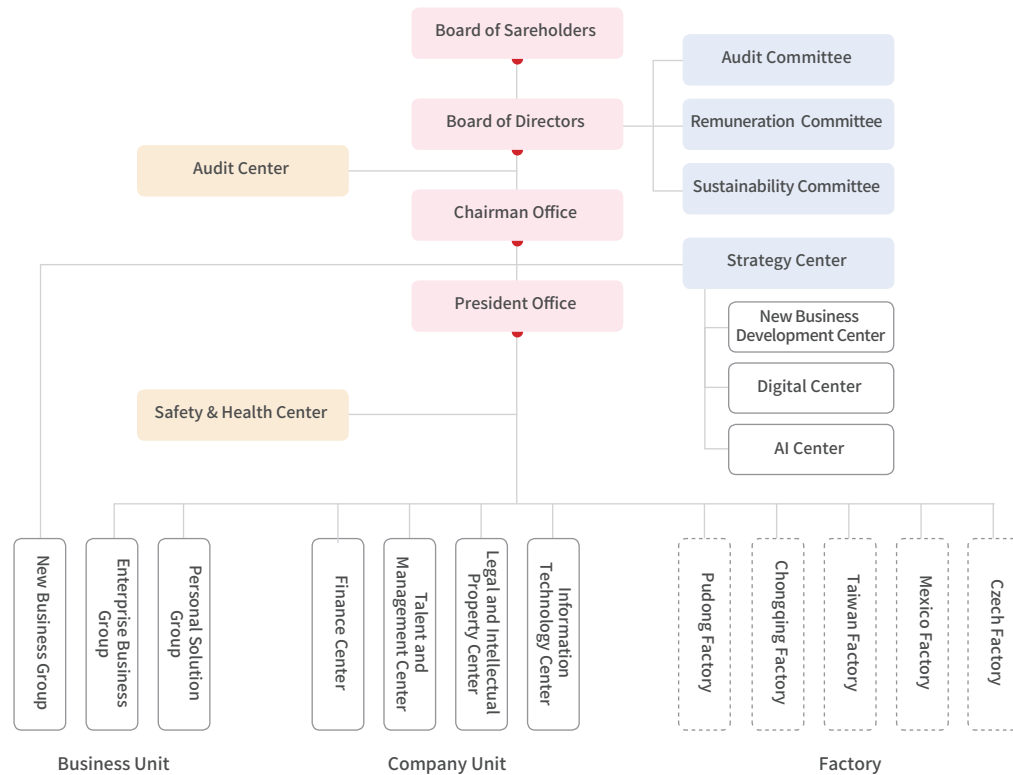 Board of Sareholders
Audit Committee
Board of Directors
Remuneration Committee
Audit Center
Sustainability Committee
Chairman Office
Strategy Center
President Office
New Business
Development Center
Digital Center
Safety & Health Center
AI Center
New Business Group
Enterprise Business
Group
Personal Solution
Group
Finance Center
Talent and
Management Center
Legal and Intellectual
Property Center
Information
Technology Center
Pudong Factory
Chongqing Factory
Taiwan Factory
Mexico Factory
Czech Factory
Business Unit
Company Unit
Factory